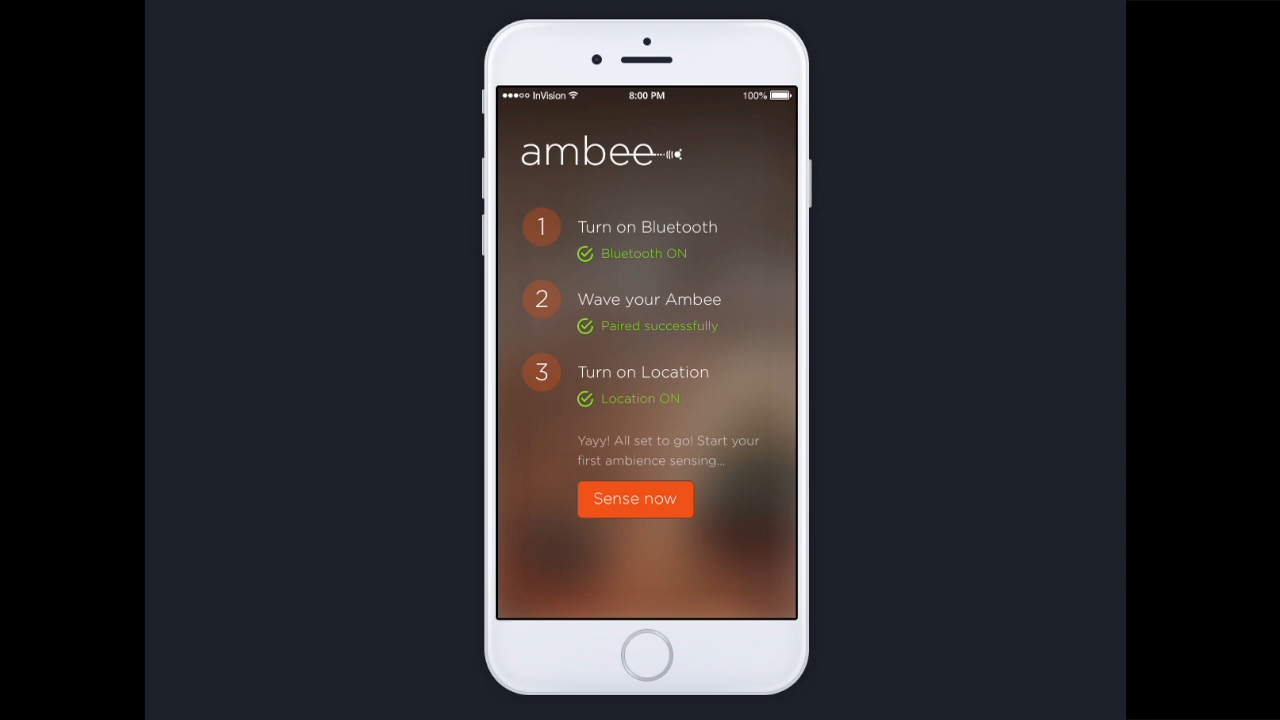 InVision 8:00 PM 100%
ambee
1 Turn on Bluetooth
Bluetooth ON
2 Wave your Ambee
Paired successfully
3 Turn on Location
Location ON
Yayy! All set to go! Start your
first ambience sensing...
Sense now